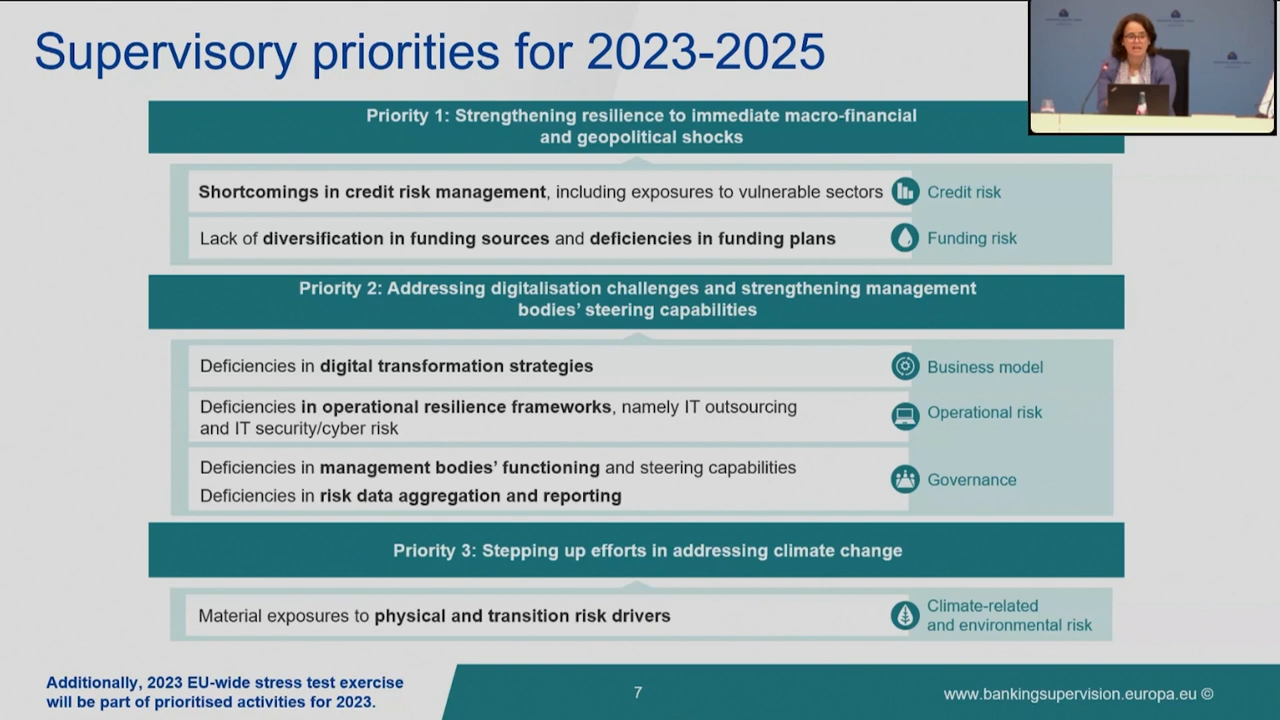 Supervisory priorities for 2023-2025
Priority 1: Strengthening resilience to immediate macro-financial
and geopolitical shocks
Shortcomings in credit risk management, including exposures to vulnerable sectors
Credit risk
Lack of diversification in funding sources and deficiencies in funding plans
Funding risk
Priority 2: Addressing digitalisation challenges and strengthening management
bodies’ steering capabilities
Deficiencies in digital transformation strategies
Business model
Deficiencies in operational resilience frameworks, namely IT outsourcing
and IT security/cyber risk
Operational risk
Deficiencies in management bodies’ functioning and steering capabilities
Deficiencies in risk data aggregation and reporting
Governance
Priority 3: Stepping up efforts in addressing climate change
Material exposures to physical and transition risk drivers
Climate-related
and environmental risk
Additionally, 2023 EU-wide stress test exercise
will be part of prioritised activities for 2023.
7
www.bankingsupervision.europa.eu ©